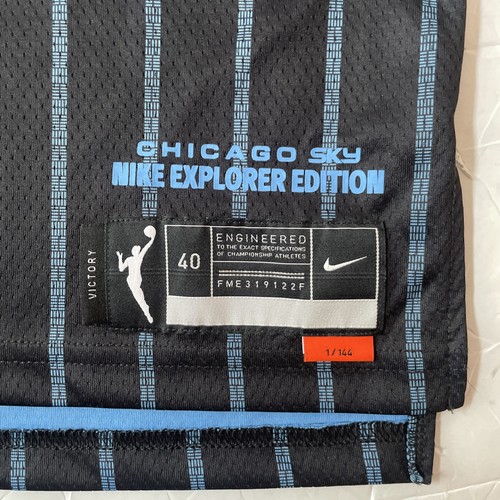 CHICAGO SKY
NIKE EXPLORER EDITION
VICTORY
40
ENGINEERED
TO THE EXACT SPECIFICATIONS
OF CHAMPIONSHIP ATHLETES
FME319122F
1/144